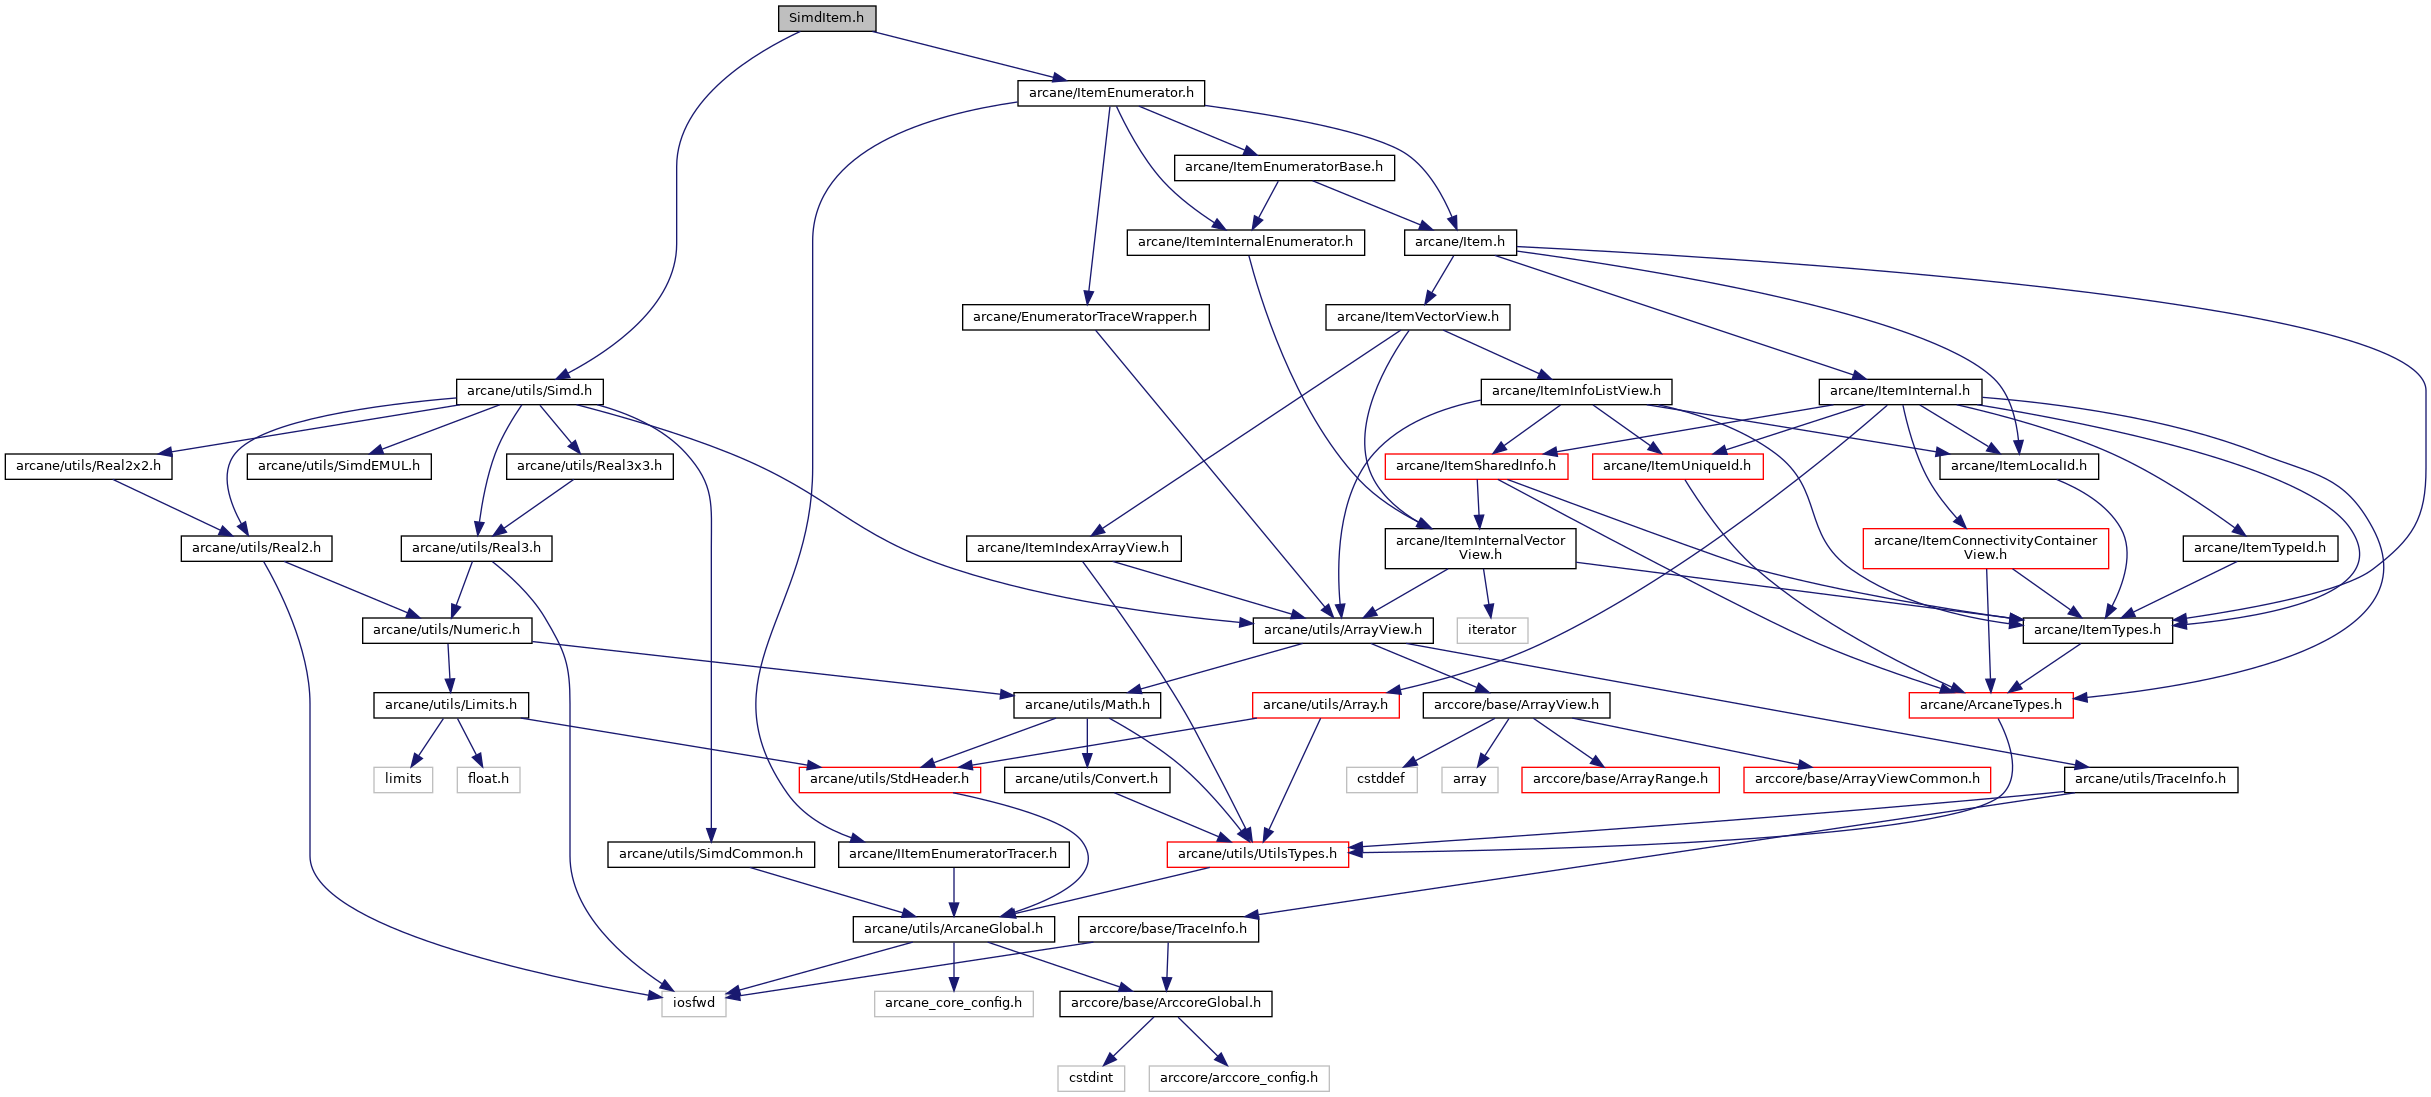 SimdItem.h
arcane/ItemEnumerator.h
arcane/ItemEnumeratorBase.h
arcane/ItemInternalEnumerator.h
arcane/Item.h
arcane/EnumeratorTraceWrapper.h
arcane/ItemVectorView.h
arcane/utils/Simd.h
arcane/ItemInfoListView.h
arcane/ItemInternal.h
arcane/utils/Real2x2.h
arcane/utils/SimdEMUL.h
arcane/utils/Real3x3.h
arcane/ItemSharedInfo.h
arcane/ItemUniqueId.h
arcane/ItemLocalId.h
arcane/utils/Real2.h
arcane/utils/Real3.h
arcane/ItemIndexArrayView.h
arcane/ItemInternalVector
View.h
arcane/ItemConnectivityContainer
View.h
arcane/ItemTypeId.h
arcane/utils/Numeric.h
arcane/utils/ArrayView.h
iterator
arcane/ItemTypes.h
arcane/utils/Limits.h
arcane/utils/Math.h
arcane/utils/Array.h
arccore/base/ArrayView.h
arcane/ArcaneTypes.h
limits
float.h
arcane/utils/StdHeader.h
arcane/utils/Convert.h
cstddef
array
arccore/base/ArrayRange.h
arccore/base/ArrayViewCommon.h
arcane/utils/TraceInfo.h
arcane/utils/SimdCommon.h
arcane/IItemEnumeratorTracer.h
arcane/utils/UtilsTypes.h
arcane/utils/ArcaneGlobal.h
arccore/base/TraceInfo.h
iosfwd
arcane_core_config.h
arccore/base/ArccoreGlobal.h
cstdint
arccore/arccore_config.h